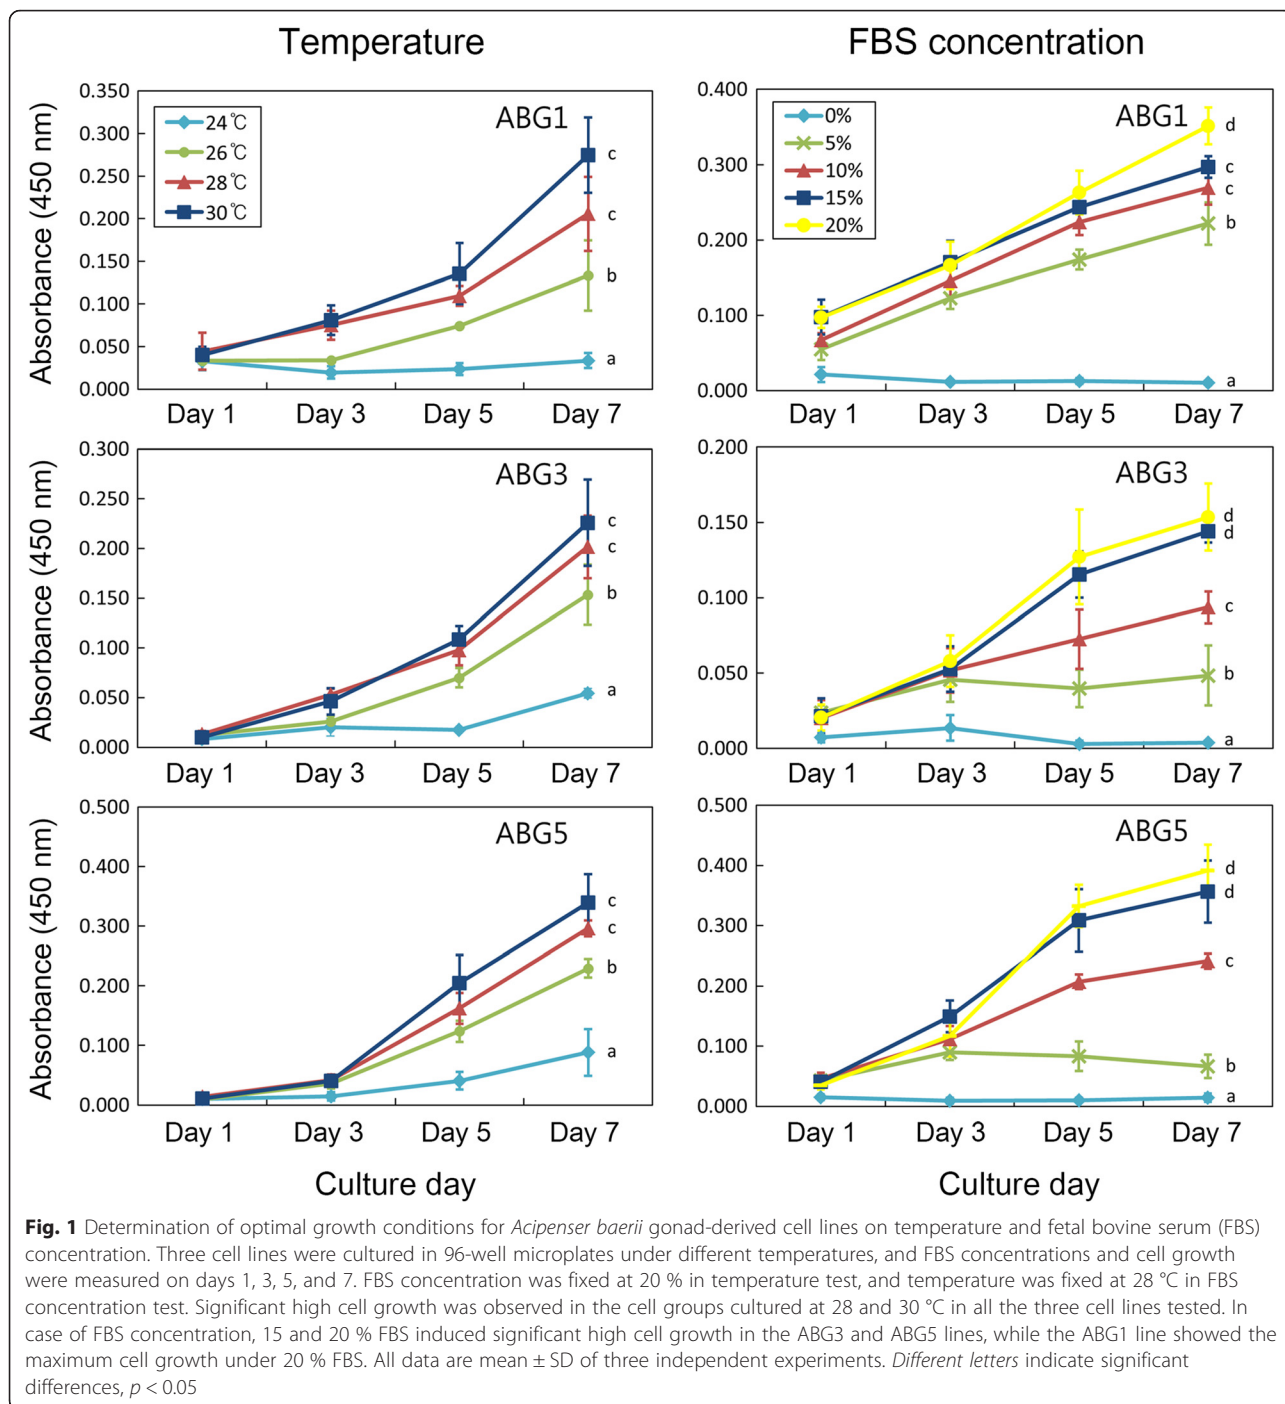 Temperature
FBS concentration
Absorbance (450 nm)
0.350
0.300
0.250
0.200
0.150
0.100
0.050
0.000
24℃
26℃
28℃
30℃
ABG1
c
c
b
a
Day 1 Day 3 Day 5 Day 7
0.400
0.300
0.200
0.100
0.000
0%
5%
10%
15%
20%
ABG1
d
c
c
b
a
Day 1 Day 3 Day 5 Day 7
Absorbance (450 nm)
0.300
0.250
0.200
0.150
0.100
0.050
0.000
ABG3
c
c
b
a
Day 1 Day 3 Day 5 Day 7
0.200
0.150
0.100
0.050
0.000
ABG3
d
d
c
b
a
Day 1 Day 3 Day 5 Day 7
Absorbance (450 nm)
0.500
0.400
0.300
0.200
0.100
0.000
ABG5
c
c
b
a
Day 1 Day 3 Day 5 Day 7
Culture day
0.500
0.400
0.300
0.200
0.100
0.000
ABG5
d
d
c
b
a
Day 1 Day 3 Day 5 Day 7
Culture day
Fig. 1 Determination of optimal growth conditions for Acipenser baerii gonad-derived cell lines on temperature and fetal bovine serum (FBS)
concentration. Three cell lines were cultured in 96-well microplates under different temperatures, and FBS concentrations and cell growth
were measured on days 1, 3, 5, and 7. FBS concentration was fixed at 20 % in temperature test, and temperature was fixed at 28 °C in FBS
concentration test. Significant high cell growth was observed in the cell groups cultured at 28 and 30 °C in all the three cell lines tested. In
case of FBS concentration, 15 and 20 % FBS induced significant high cell growth in the ABG3 and ABG5 lines, while the ABG1 line showed the
maximum cell growth under 20 % FBS. All data are mean ± SD of three independent experiments. Different letters indicate significant
differences, p < 0.05